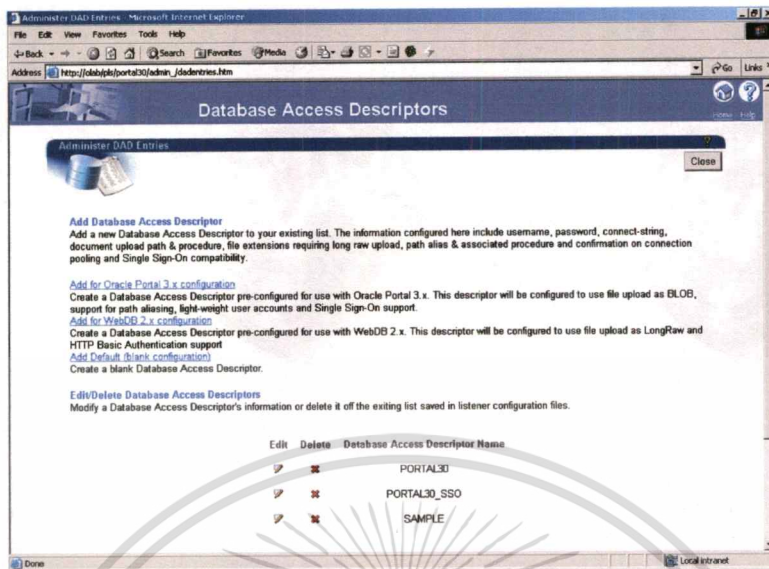 Administer DAD Entries - Microsoft Internet Explorer
File Edit View Favorites Tools Help
Back Search Favorites Media
Address http://olab/pls/portal30/admin_/dadentries.htm Go Links
Database Access Descriptors
Home Help
Administer DAD Entries
Close
Add Database Access Descriptor
Add a new Database Access Descriptor to your existing list. The information configured here include username, password, connect-string,
document upload path & procedure, file extensions requiring long raw upload, path alias & associated procedure and confirmation on connection
pooling and Single Sign-On compatibility.
Add for Oracle Portal 3.x configuration
Create a Database Access Descriptor pre-configured for use with Oracle Portal 3.x. This descriptor will be configured to use file upload as BLOB,
support for path aliasing, light-weight user accounts and Single Sign-On support.
Add for WebDB 2.x configuration
Create a Database Access Descriptor pre-configured for use with WebDB 2.x. This descriptor will be configured to use file upload as LongRaw and
HTTP Basic Authentication support
Add Default (blank configuration)
Create a blank Database Access Descriptor.
Edit/Delete Database Access Descriptors
Modify a Database Access Descriptor's information or delete it off the exiting list saved in listener configuration files.
Edit Delete Database Access Descriptor Name
PORTAL30
PORTAL30_SSO
SAMPLE
Done Local intranet